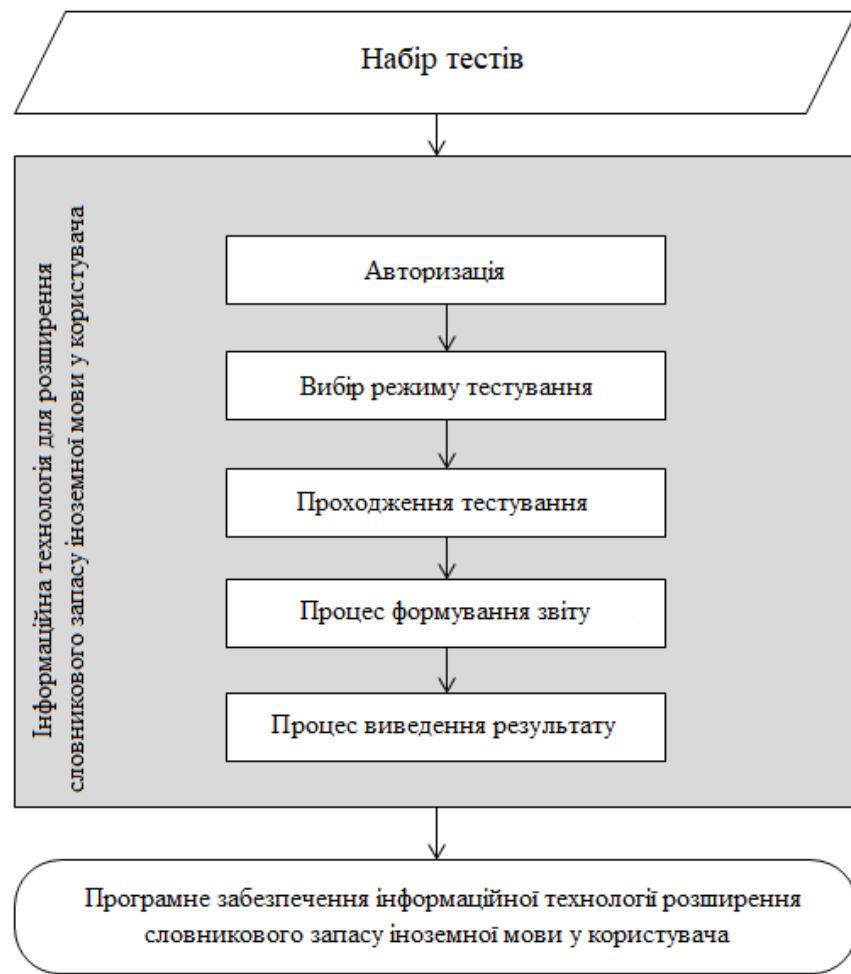 Набір тестів
Інформаційна технологія для розширення
словникового запасу іноземної мови у користувача
Авторизація
Вибір режиму тестування
Проходження тестування
Процес формування звіту
Процес виведення результату
Програмне забезпечення інформаційної технології розширення
словникового запасу іноземної мови у користувача